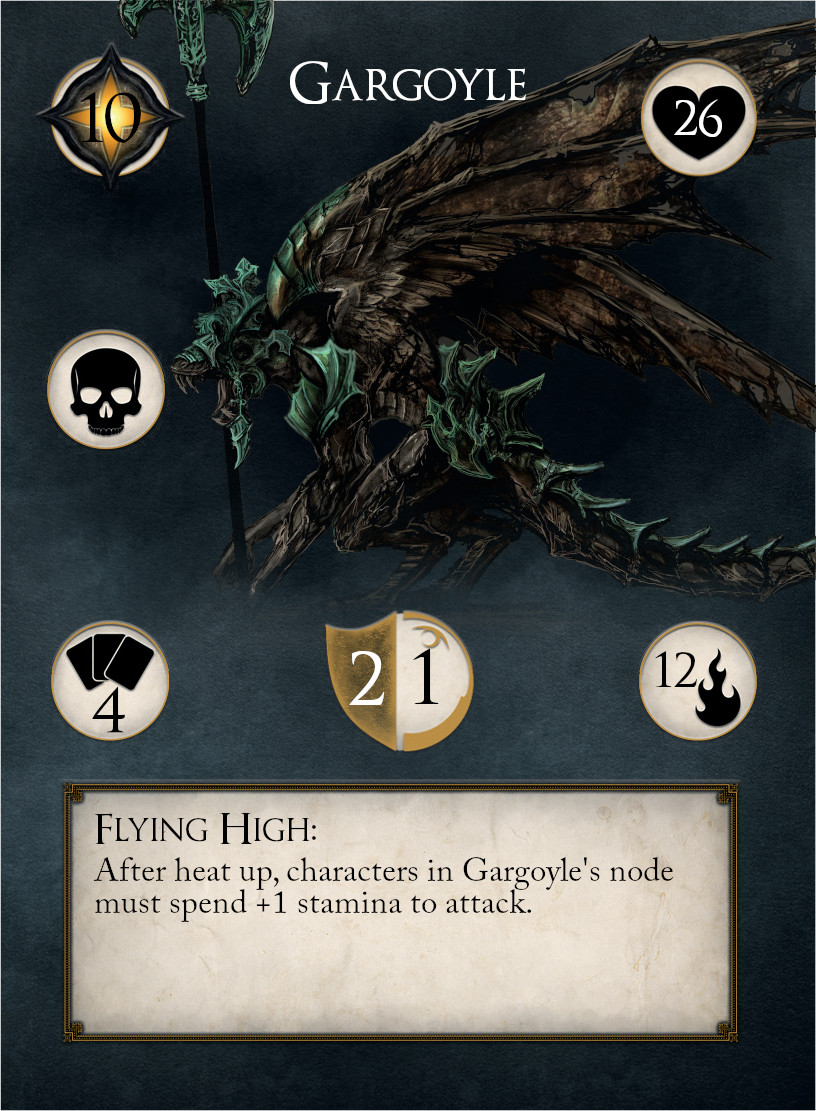 Gargoyle
10
26
4
2 1
12
Flying High:
After heat up, characters in Gargoyle's node
must spend +1 stamina to attack.